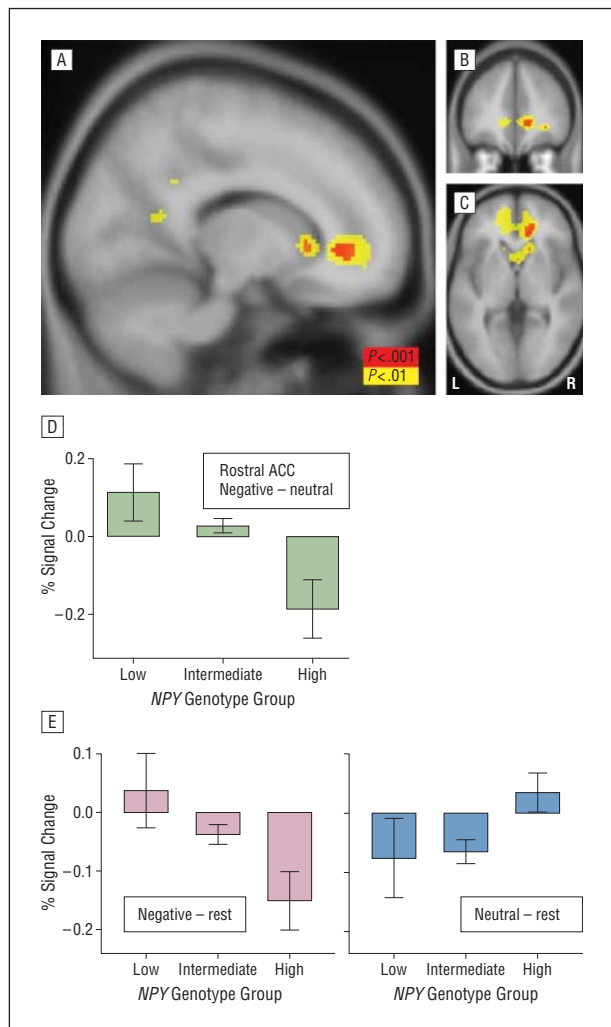 A
B
C
P<.001
P<.01
L
R
D
0.2
0.0
−0.2
% Signal Change
Rostral ACC
Negative – neutral
Low
Intermediate
High
NPY Genotype Group
E
0.1
0.0
−0.1
−0.2
% Signal Change
Negative – rest
Neutral – rest
Low
Intermediate
High
Low
Intermediate
High
NPY Genotype Group
NPY Genotype Group